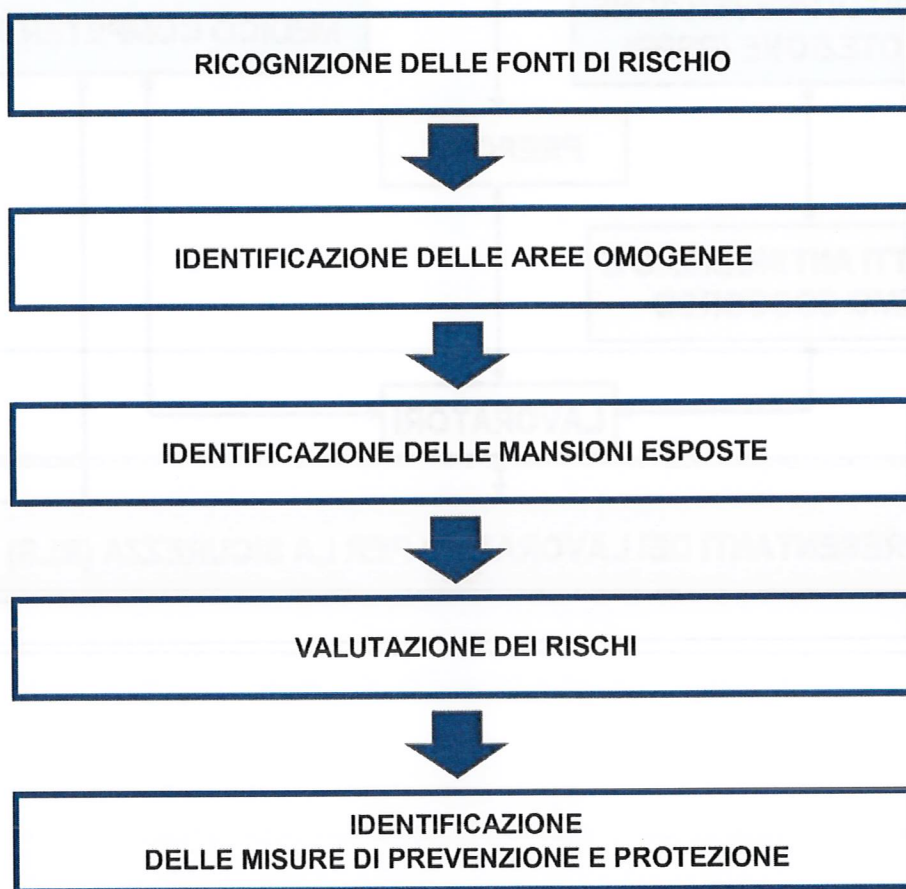 RICOGNIZIONE DELLE FONTI DI RISCHIO
IDENTIFICAZIONE DELLE AREE OMOGENEE
IDENTIFICAZIONE DELLE MANSIONI ESPOSTE
VALUTAZIONE DEI RISCHI
IDENTIFICAZIONE
DELLE MISURE DI PREVENZIONE E PROTEZIONE